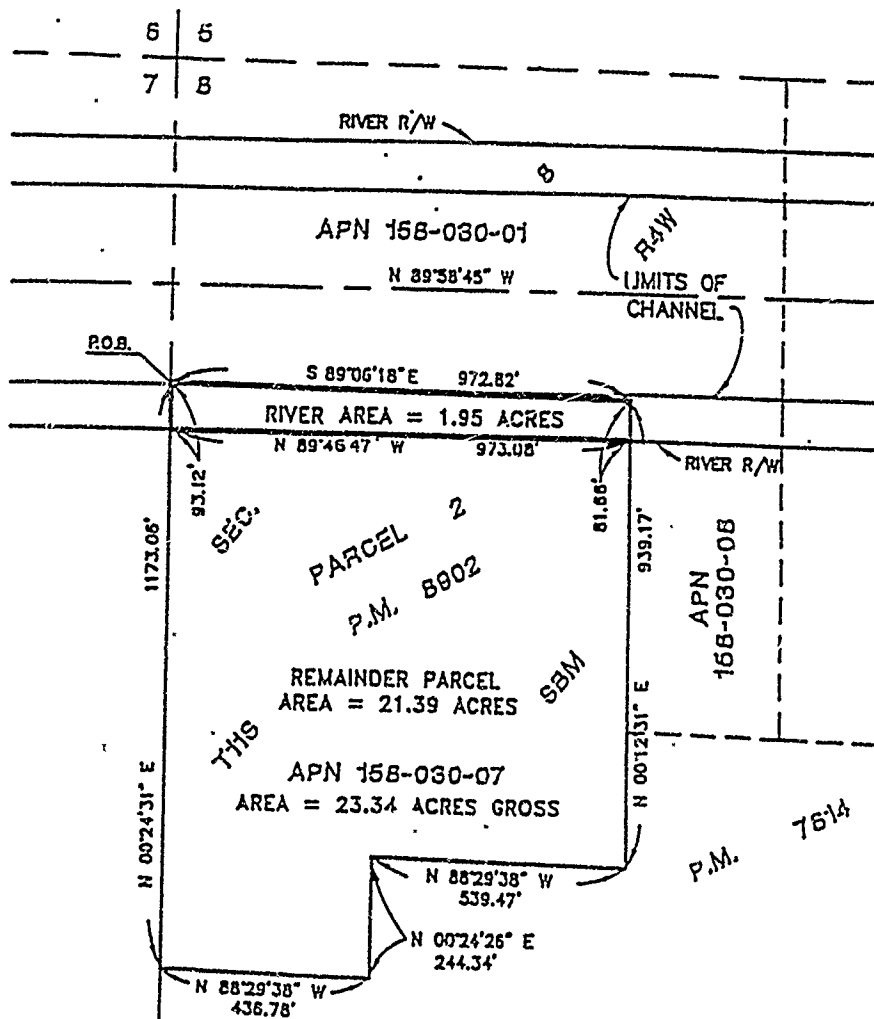 6 5
7 8
RIVER R/W
8
APN 158-030-01
R4W
N 89°58'45" W
LIMITS OF
CHANNEL
P.O.B.
S 89°06'18" E 972.82'
RIVER AREA = 1.95 ACRES
N 89°46'47" W 973.08'
RIVER R/W
93.12'
81.66'
1173.06'
939.17'
SEC.
PARCEL 2
P.M. 8902
APN
158-030-08
REMAINDER PARCEL
AREA = 21.39 ACRES
SBM
T1S
N 00°12'31" E
APN 158-030-07
AREA = 23.34 ACRES GROSS
N 00°24'31" E
P.M. 7614
N 88°29'38" W
539.47'
N 00°24'26" E
244.34'
N 88°29'38" W
436.78'